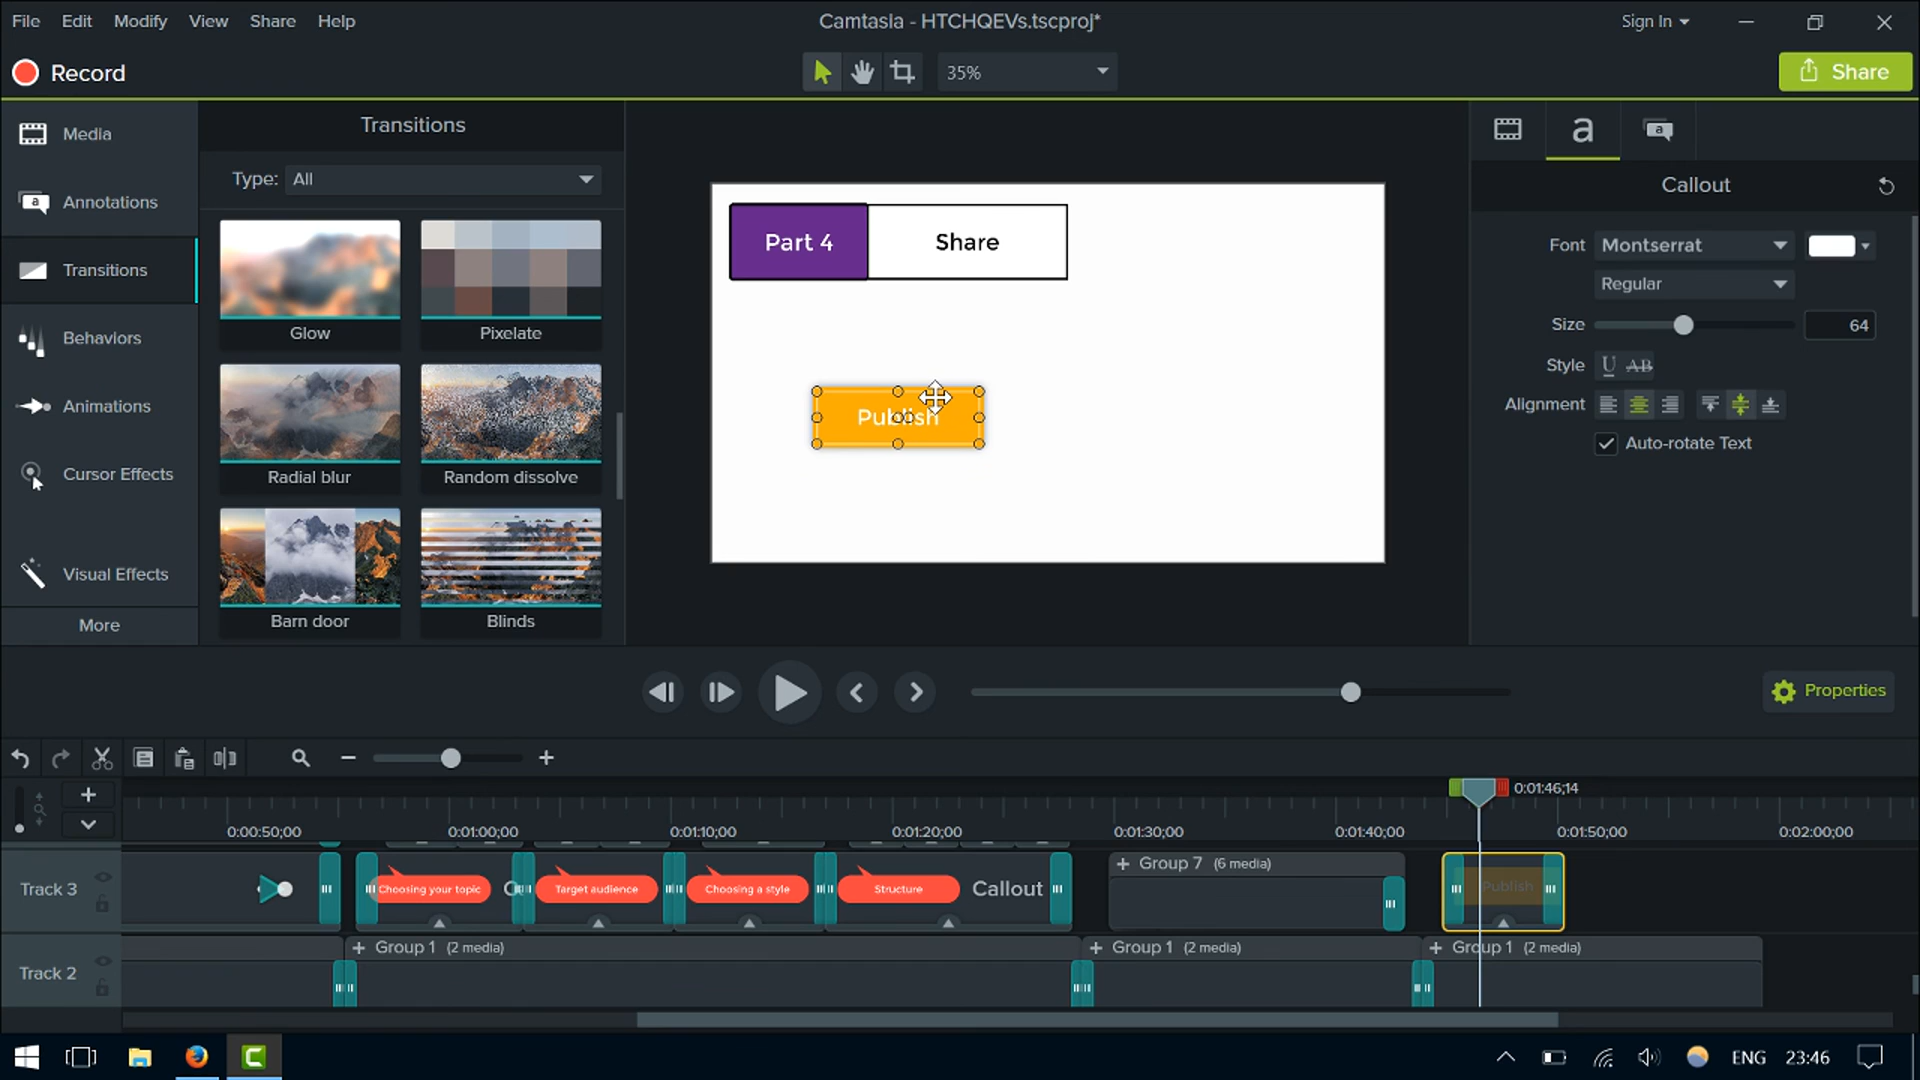 File Edit Modify View Share Help
Camtasia - HTCHQEVs.tscproj*
Sign In
Record
35%
Share
Media
Annotations
Transitions
Behaviors
Animations
Cursor Effects
Visual Effects
More
Transitions
Type: All
Glow
Pixelate
Radial blur
Random dissolve
Barn door
Blinds
Part 4
Share
Publish
a
a
Callout
Font Montserrat
Regular
Size 64
Style U AB
Alignment
Auto-rotate Text
Properties
0:01:46;14
0:00:50;00 0:01:00;00 0:01:10;00 0:01:20;00 0:01:30;00 0:01:40;00 0:01:50;00 0:02:00;00
Track 3
Choosing your topic
Target audience
Choosing a style
Structure
Callout
+ Group 7 (6 media)
Publish
Track 2
+ Group 1 (2 media)
+ Group 1 (2 media)
+ Group 1 (2 media)
ENG 23:46